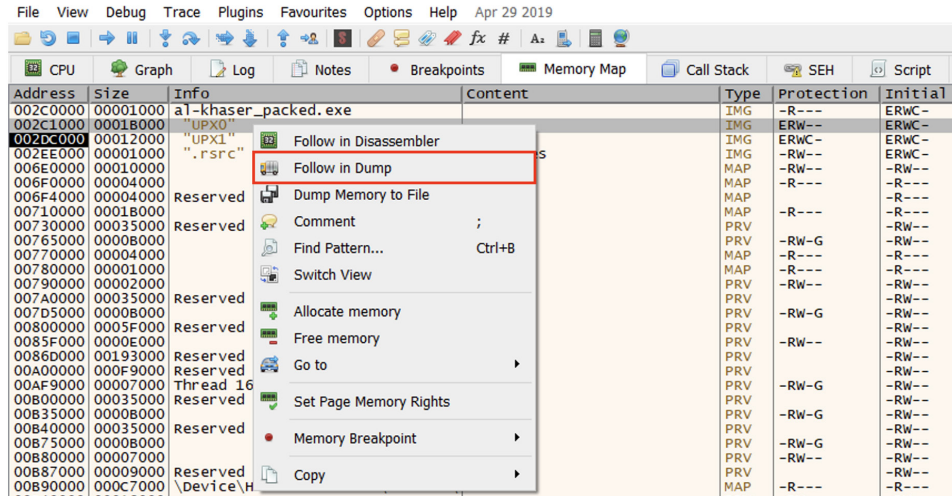 File View Debug Trace Plugins Favourites Options Help Apr 29 2019
CPU Graph Log Notes Breakpoints Memory Map Call Stack SEH Script
Address Size Info Content Type Protection Initial
002C0000 00001000 al-khaser_packed.exe IMG -R--- ERWC-
002C1000 0001B000 "UPX0" IMG ERW-- ERWC-
002DC000 00012000 "UPX1" IMG ERWC- ERWC-
002EE000 00001000 ".rsrc" s IMG -RW-- ERWC-
006E0000 00010000 MAP -RW-- -RW--
006F0000 00004000 MAP -R--- -R---
006F4000 00004000 Reserved MAP -R---
00710000 0001B000 MAP -R--- -R---
00730000 00035000 Reserved PRV -RW--
00765000 0000B000 PRV -RW-G -RW--
00770000 00004000 MAP -R--- -R---
00780000 00001000 MAP -R--- -R---
00790000 00002000 PRV -RW-- -RW--
007A0000 00035000 Reserved PRV -RW--
007D5000 0000B000 PRV -RW-G -RW--
00800000 0005F000 Reserved PRV -RW--
0085F000 0000E000 PRV -RW-- -RW--
0086D000 00193000 Reserved PRV -RW--
00A00000 000F9000 Reserved PRV -RW--
00AF9000 00007000 Thread 16 PRV -RW-G -RW--
00B00000 00035000 Reserved PRV -RW--
00B35000 0000B000 PRV -RW-G -RW--
00B40000 00035000 Reserved PRV -RW--
00B75000 0000B000 PRV -RW-G -RW--
00B80000 00007000 PRV -RW-- -RW--
00B87000 00009000 Reserved PRV -RW--
00B90000 000C7000 \Device\H MAP -R--- -R---
Follow in Disassembler
Follow in Dump
Dump Memory to File
Comment ;
Find Pattern... Ctrl+B
Switch View
Allocate memory
Free memory
Go to
Set Page Memory Rights
Memory Breakpoint
Copy